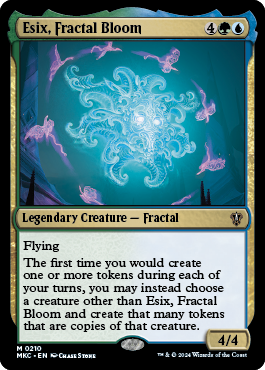 Esix, Fractal Bloom 4
Legendary Creature — Fractal
Flying
The first time you would create
one or more tokens during each of
your turns, you may instead choose
a creature other than Esix, Fractal
Bloom and create that many tokens
that are copies of that creature.
4/4
M 0210
MKC • EN Chase Stone
™ & © 2024 Wizards of the Coast